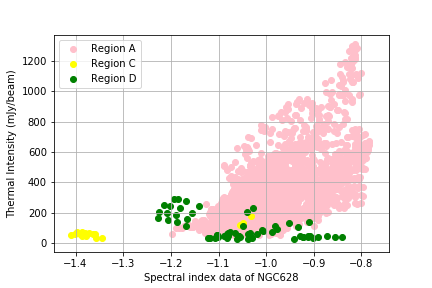 Region A
Region C
Region D
Thermal Intensity (mJy/beam)
1200
1000
800
600
400
200
0
−1.4
−1.3
−1.2
−1.1
−1.0
−0.9
−0.8
Spectral index data of NGC628